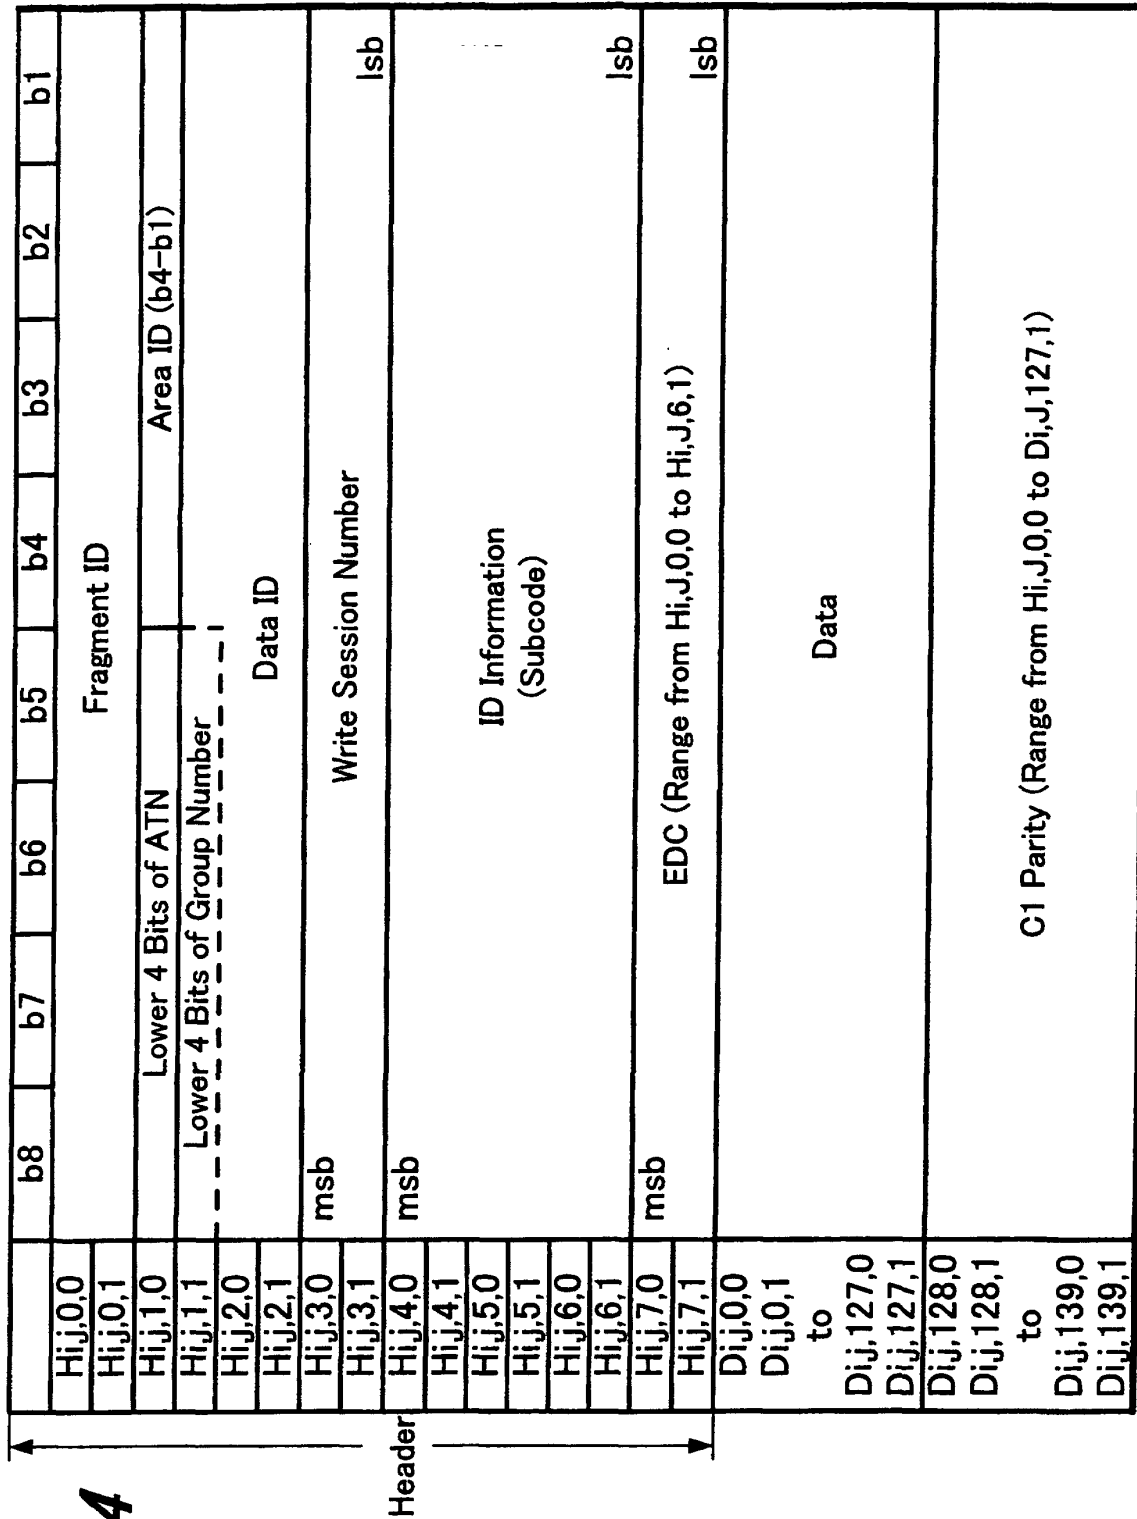 4
Header
b8 b7 b6 b5 b4 b3 b2 b1
Hi,j,0,0
Hi,j,0,1
Fragment ID
Hi,j,1,0
Lower 4 Bits of ATN
Area ID (b4-b1)
Hi,j,1,1
Lower 4 Bits of Group Number
Hi,j,2,0
Hi,j,2,1
Data ID
Hi,j,3,0
Hi,j,3,1
msb
Write Session Number
lsb
Hi,j,4,0
Hi,j,4,1
Hi,j,5,0
Hi,j,5,1
Hi,j,6,0
Hi,j,6,1
msb
ID Information
(Subcode)
lsb
Hi,j,7,0
Hi,j,7,1
msb
EDC (Range from Hi,J,0,0 to Hi,J,6,1)
lsb
Di,j,0,0
Di,j,0,1
to
Di,j,127,0
Di,j,127,1
Data
Di,j,128,0
Di,j,128,1
to
Di,j,139,0
Di,j,139,1
C1 Parity (Range from Hi,J,0,0 to Di,J,127,1)